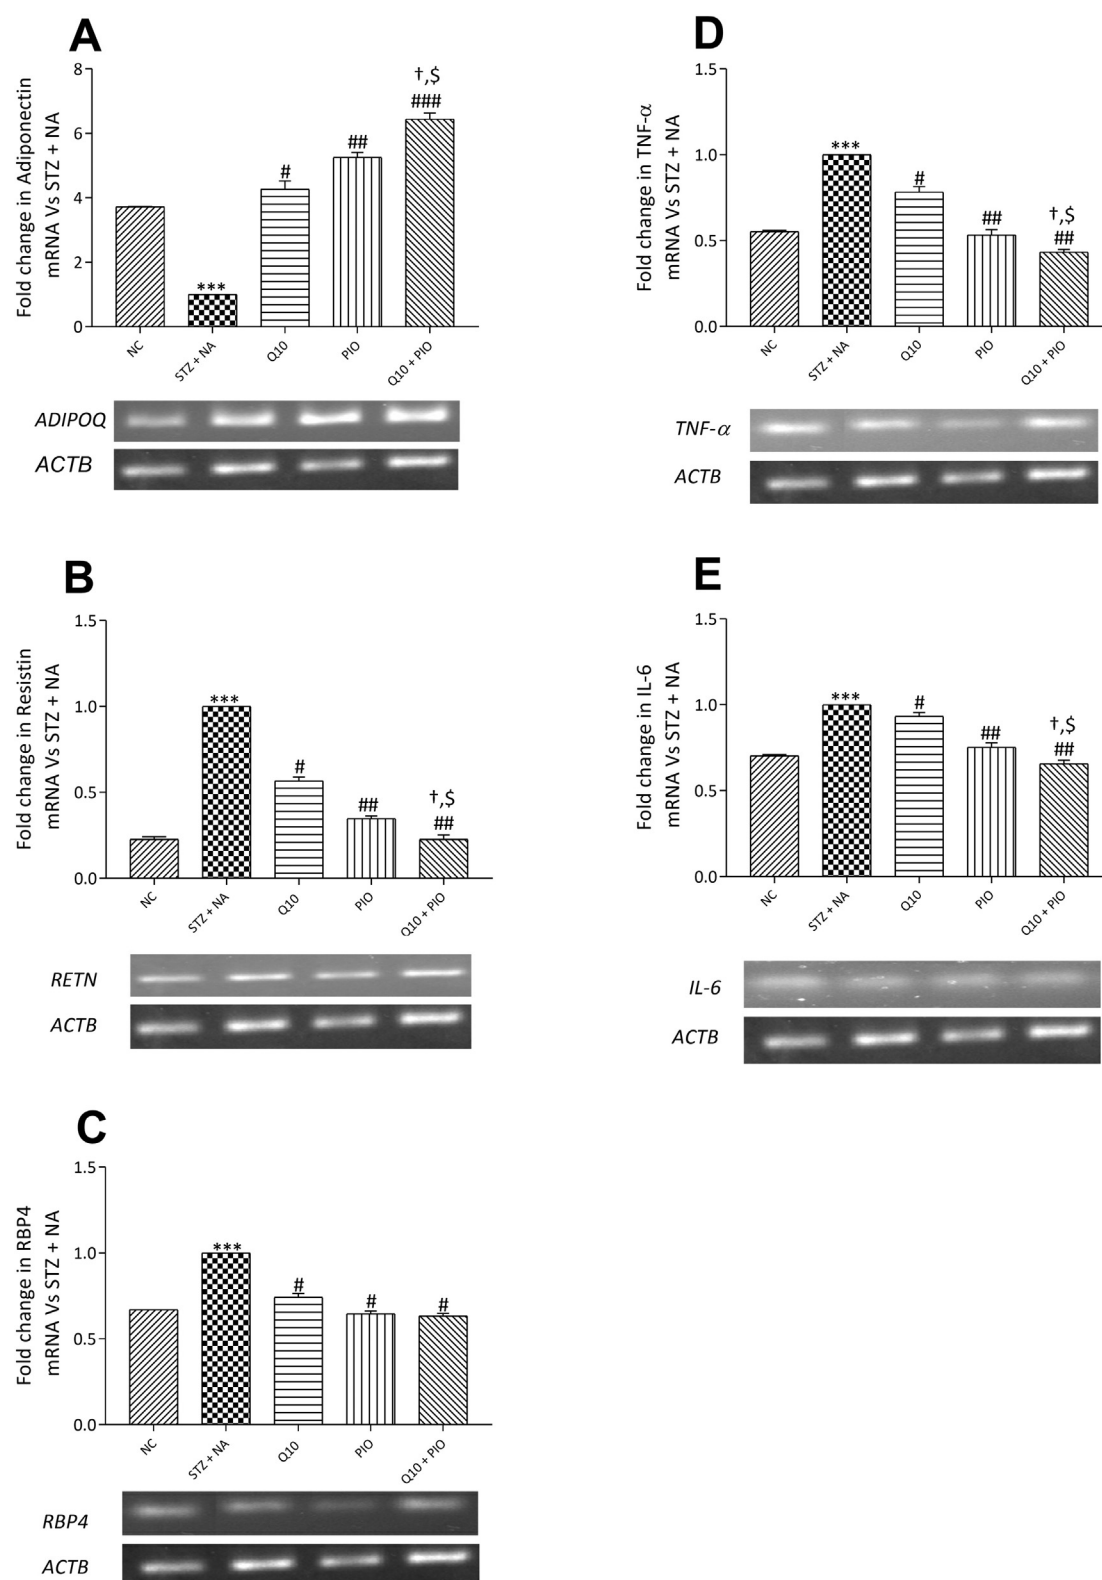 A
Fold change in Adiponectin
mRNA Vs STZ + NA
8
6
4
2
0
***
#
##
†,$
###
NC
STZ + NA
Q10
PIO
Q10 + PIO
ADIPOQ
ACTB
B
Fold change in Resistin
mRNA Vs STZ + NA
1.5
1.0
0.5
0.0
***
#
##
†,$
##
NC
STZ + NA
Q10
PIO
Q10 + PIO
RETN
ACTB
C
Fold change in RBP4
mRNA Vs STZ + NA
1.5
1.0
0.5
0.0
***
#
#
#
NC
STZ + NA
Q10
PIO
Q10 + PIO
RBP4
ACTB
D
Fold change in TNF-α
mRNA Vs STZ + NA
1.5
1.0
0.5
0.0
***
#
##
†,$
##
NC
STZ + NA
Q10
PIO
Q10 + PIO
TNF-α
ACTB
E
Fold change in IL-6
mRNA Vs STZ + NA
1.5
1.0
0.5
0.0
***
#
##
†,$
##
NC
STZ + NA
Q10
PIO
Q10 + PIO
IL-6
ACTB